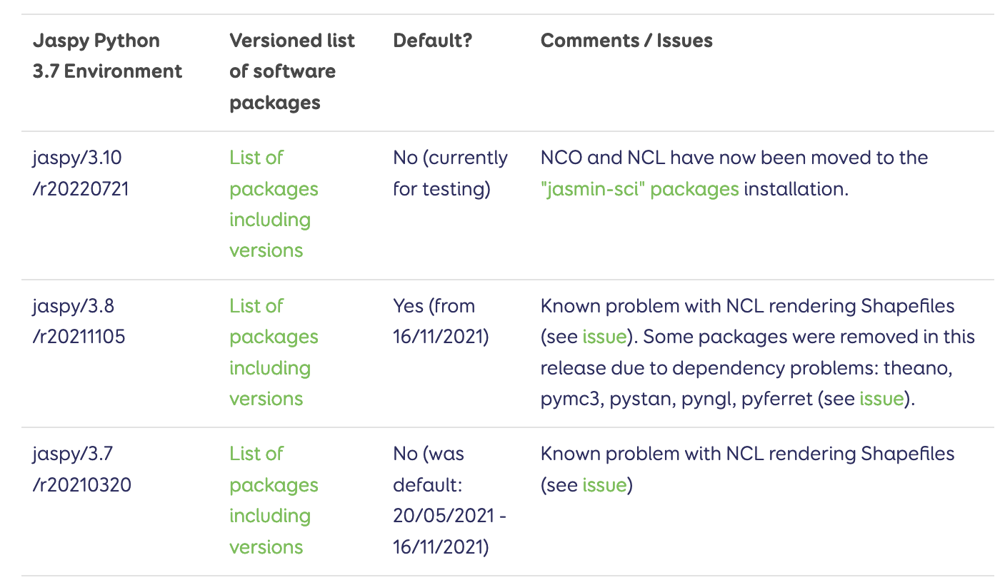 Jaspy Python
3.7 Environment
Versioned list
of software
packages
Default?
Comments / Issues
jaspy/3.10
/r20220721
List of
packages
including
versions
No (currently
for testing)
NCO and NCL have now been moved to the
"jasmin-sci" packages installation.
jaspy/3.8
/r20211105
List of
packages
including
versions
Yes (from
16/11/2021)
Known problem with NCL rendering Shapefiles
(see issue). Some packages were removed in this
release due to dependency problems: theano,
pymc3, pystan, pyngl, pyferret (see issue).
jaspy/3.7
/r20210320
List of
packages
including
versions
No (was
default:
20/05/2021 -
16/11/2021)
Known problem with NCL rendering Shapefiles
(see issue)